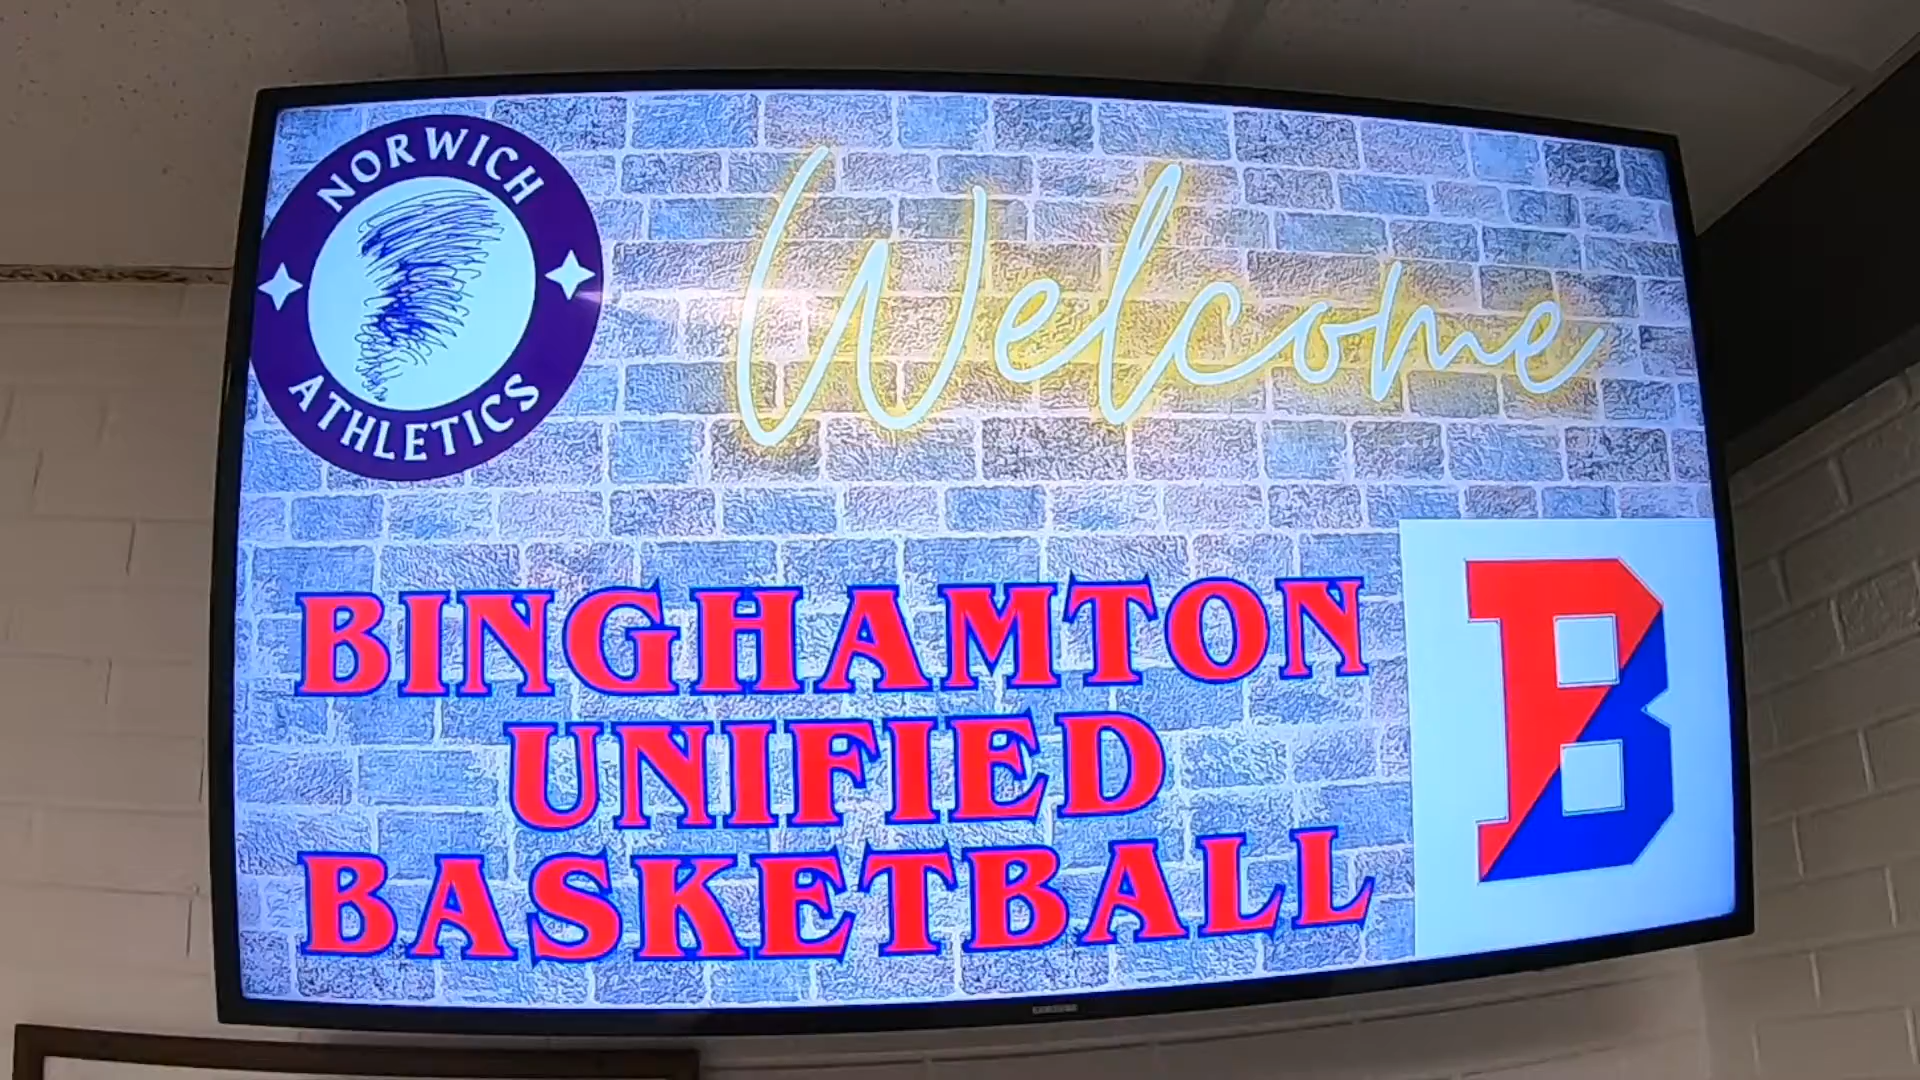 NORWICH
ATHLETICS
Welcome
BINGHAMTON
UNIFIED
BASKETBALL
B